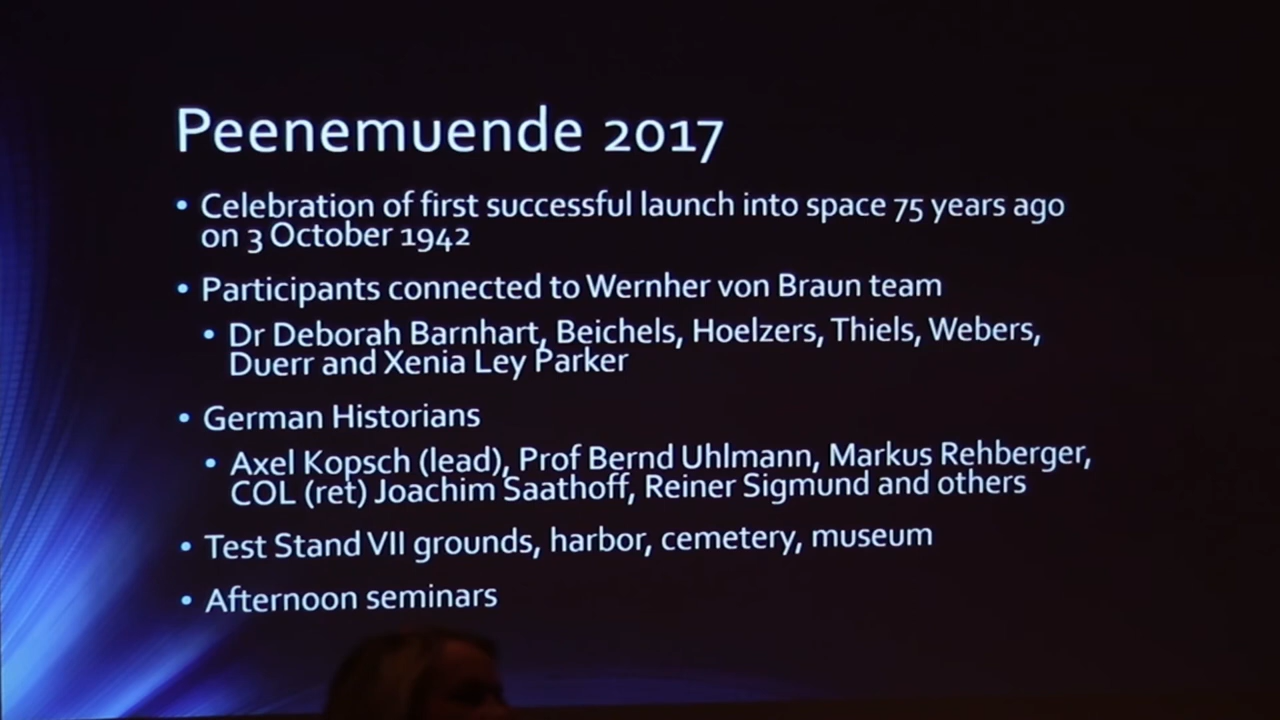 Peenemuende 2017
• Celebration of first successful launch into space 75 years ago
on 3 October 1942
• Participants connected to Wernher von Braun team
• Dr Deborah Barnhart, Beichels, Hoelzers, Thiels, Webers,
Duerr and Xenia Ley Parker
• German Historians
• Axel Kopsch (lead), Prof Bernd Uhlmann, Markus Rehberger,
COL (ret) Joachim Saathoff, Reiner Sigmund and others
• Test Stand VII grounds, harbor, cemetery, museum
• Afternoon seminars